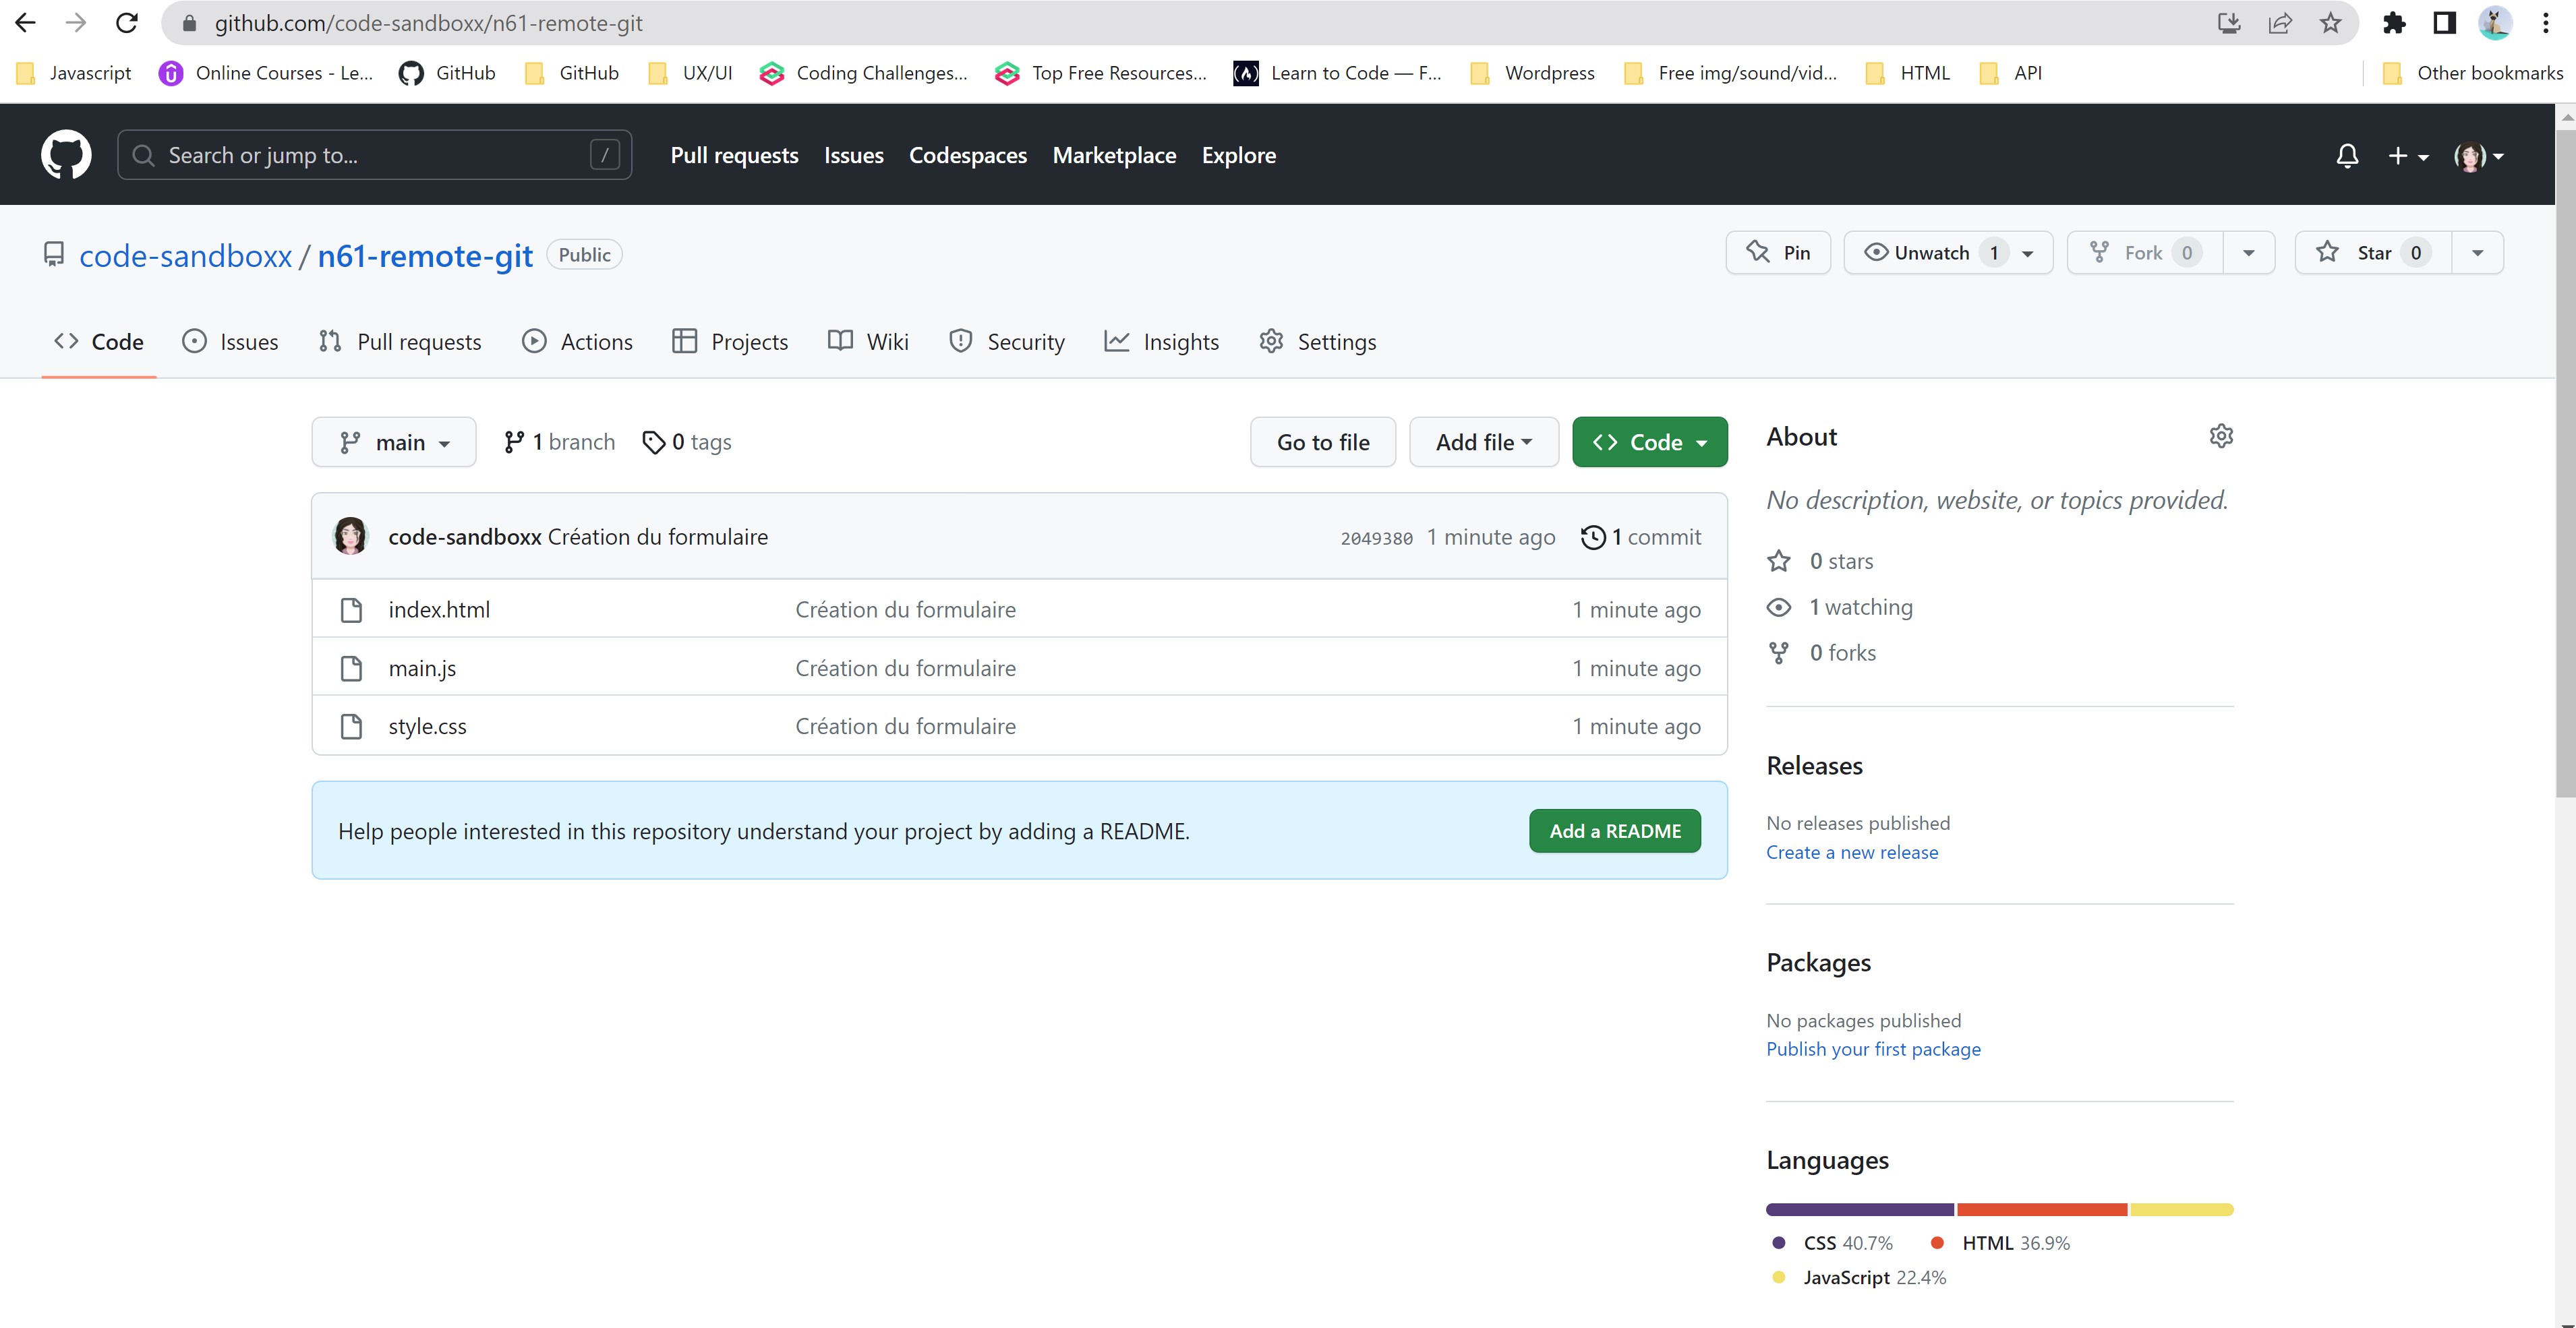 github.com/code-sandboxx/n61-remote-git
Javascript Online Courses - Le... GitHub GitHub UX/UI Coding Challenges... Top Free Resources... Learn to Code — F... Wordpress Free img/sound/vid... HTML API Other bookmarks
Search or jump to... / Pull requests Issues Codespaces Marketplace Explore
code-sandboxx / n61-remote-git Public Pin Unwatch 1 Fork 0 Star 0
Code Issues Pull requests Actions Projects Wiki Security Insights Settings
main 1 branch 0 tags Go to file Add file Code
code-sandboxx Création du formulaire 2049380 1 minute ago 1 commit
index.html Création du formulaire 1 minute ago
main.js Création du formulaire 1 minute ago
style.css Création du formulaire 1 minute ago
Help people interested in this repository understand your project by adding a README. Add a README
About
No description, website, or topics provided.
0 stars
1 watching
0 forks
Releases
No releases published
Create a new release
Packages
No packages published
Publish your first package
Languages
CSS 40.7% HTML 36.9%
JavaScript 22.4%